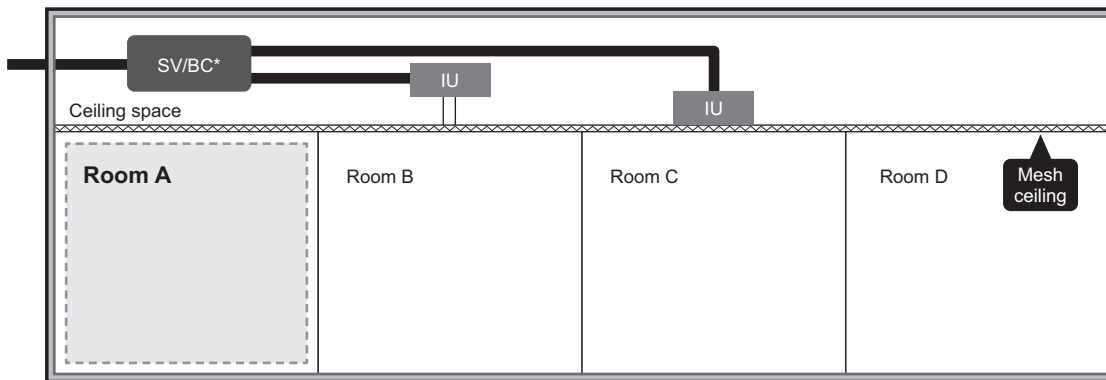 SV/BC*
IU
Ceiling space
IU
Room A
Room B
Room C
Room D
Mesh
ceiling